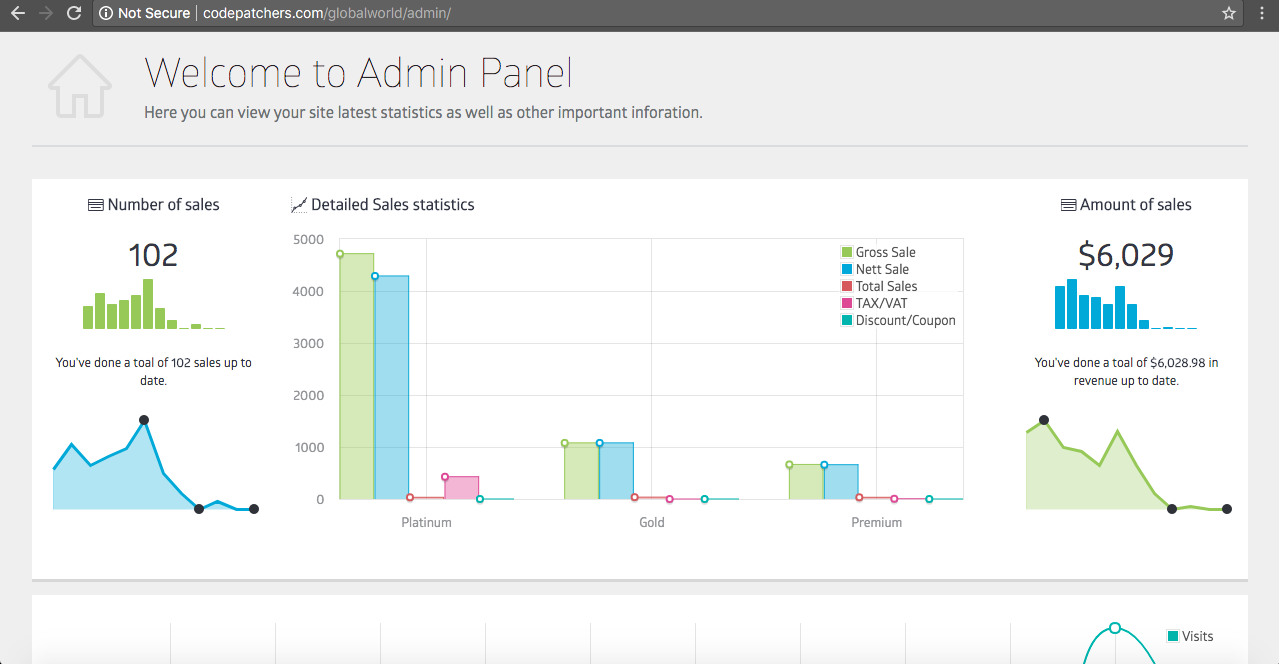 Not Secure | codepatchers.com/globalworld/admin/
Welcome to Admin Panel
Here you can view your site latest statistics as well as other important inforation.
Number of sales
102
You've done a toal of 102 sales up to
date.
Detailed Sales statistics
5000
4000
3000
2000
1000
0
Gross Sale
Nett Sale
Total Sales
TAX/VAT
Discount/Coupon
Platinum
Gold
Premium
Amount of sales
$6,029
You've done a toal of $6,028.98 in
revenue up to date.
Visits